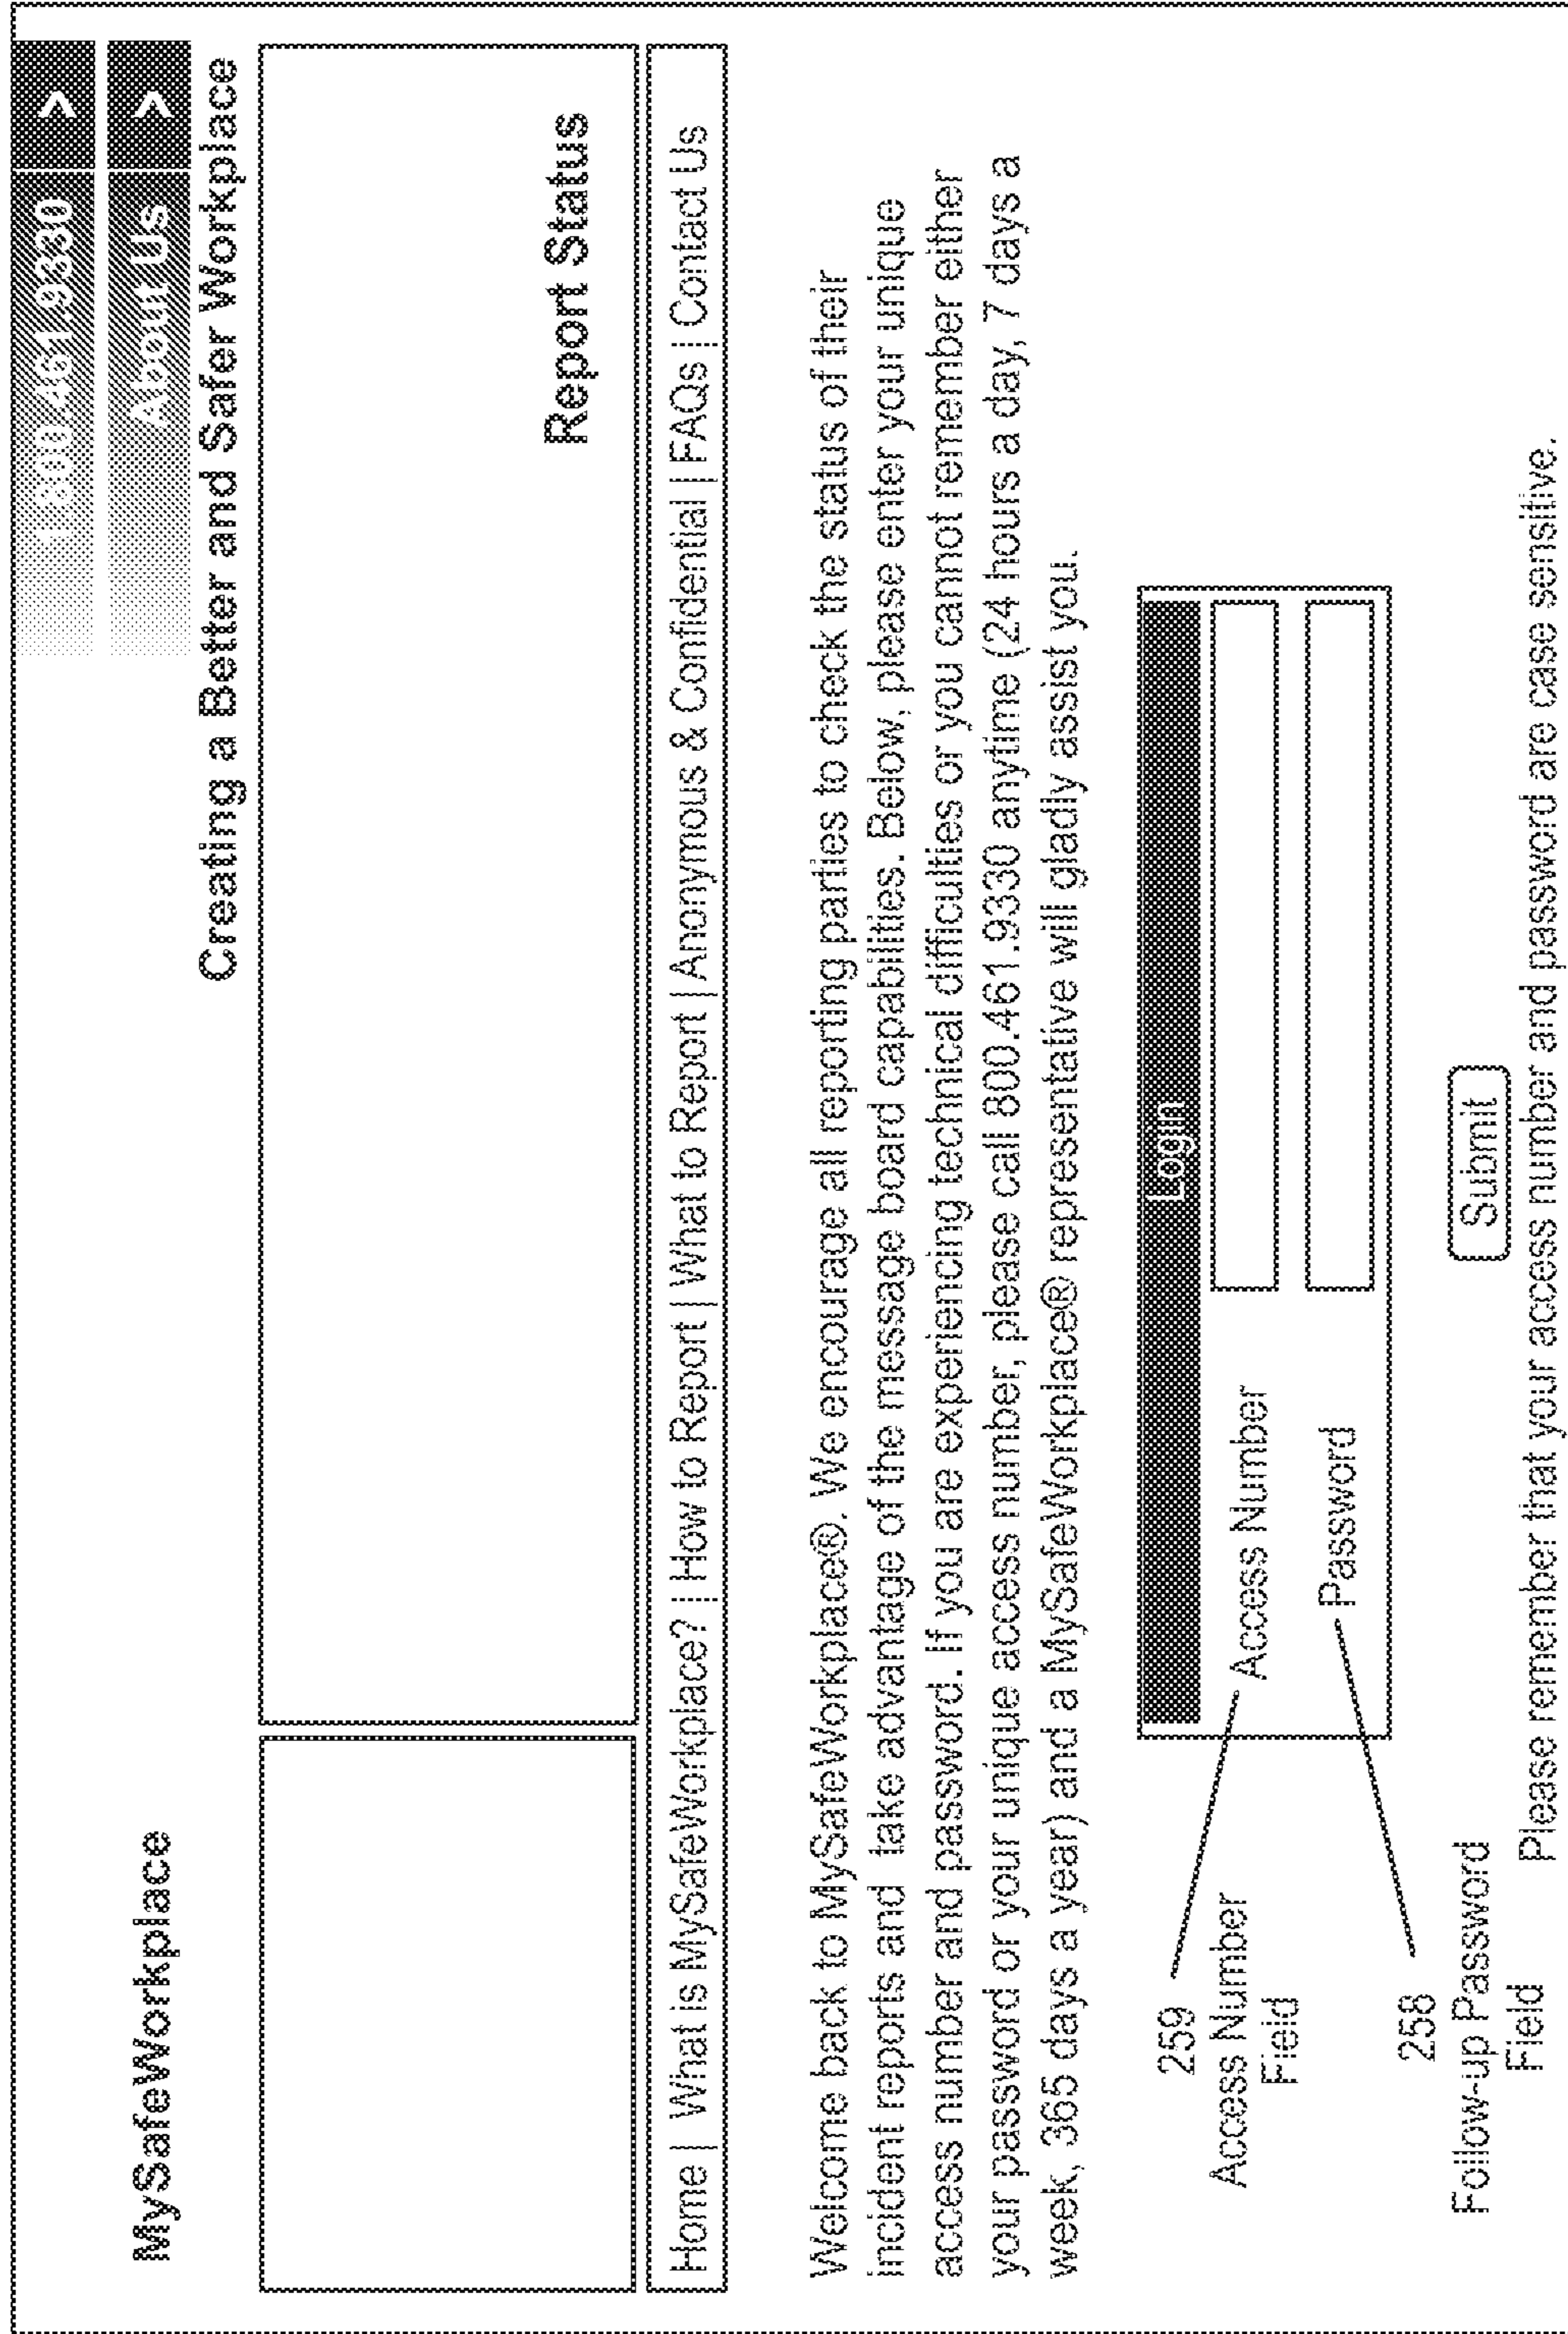 1.800.461.9330 >
About Us >
MySafeWorkplace
Creating a Better and Safer Workplace
Report Status
Home | What is MySafeWorkplace? | How to Report | What to Report | Anonymous & Confidential | FAQs | Contact Us
Welcome back to MySafeWorkplace®. We encourage all reporting parties to check the status of their
incident reports and take advantage of the message board capabilities. Below, please enter your unique
access number and password. If you are experiencing technical difficulties or you cannot remember either
your password or your unique access number, please call 800.461.9330 anytime (24 hours a day, 7 days a
week, 365 days a year) and a MySafeWorkplace® representative will gladly assist you.
Login
259
Access Number
Field
Access Number
Password
258
Follow-up Password
Field
Submit
Please remember that your access number and password are case sensitive.